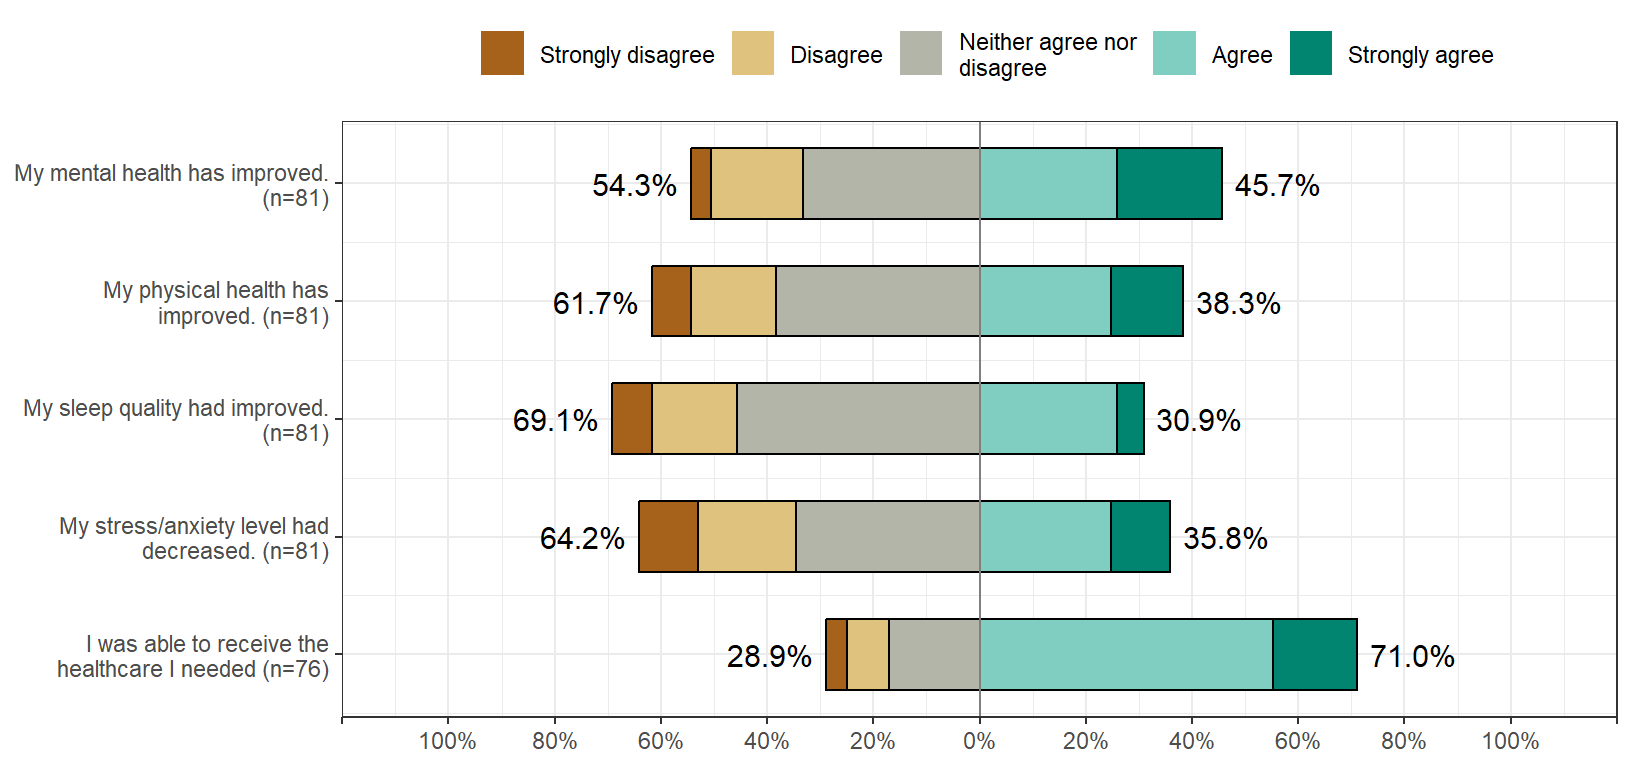 Strongly disagree
Disagree
Neither agree nor
disagree
Agree
Strongly agree
My mental health has improved.
(n=81)
54.3%
45.7%
My physical health has
improved. (n=81)
61.7%
38.3%
My sleep quality had improved.
(n=81)
69.1%
30.9%
My stress/anxiety level had
decreased. (n=81)
64.2%
35.8%
I was able to receive the
healthcare I needed (n=76)
28.9%
71.0%
100% 80% 60% 40% 20% 0% 20% 40% 60% 80% 100%